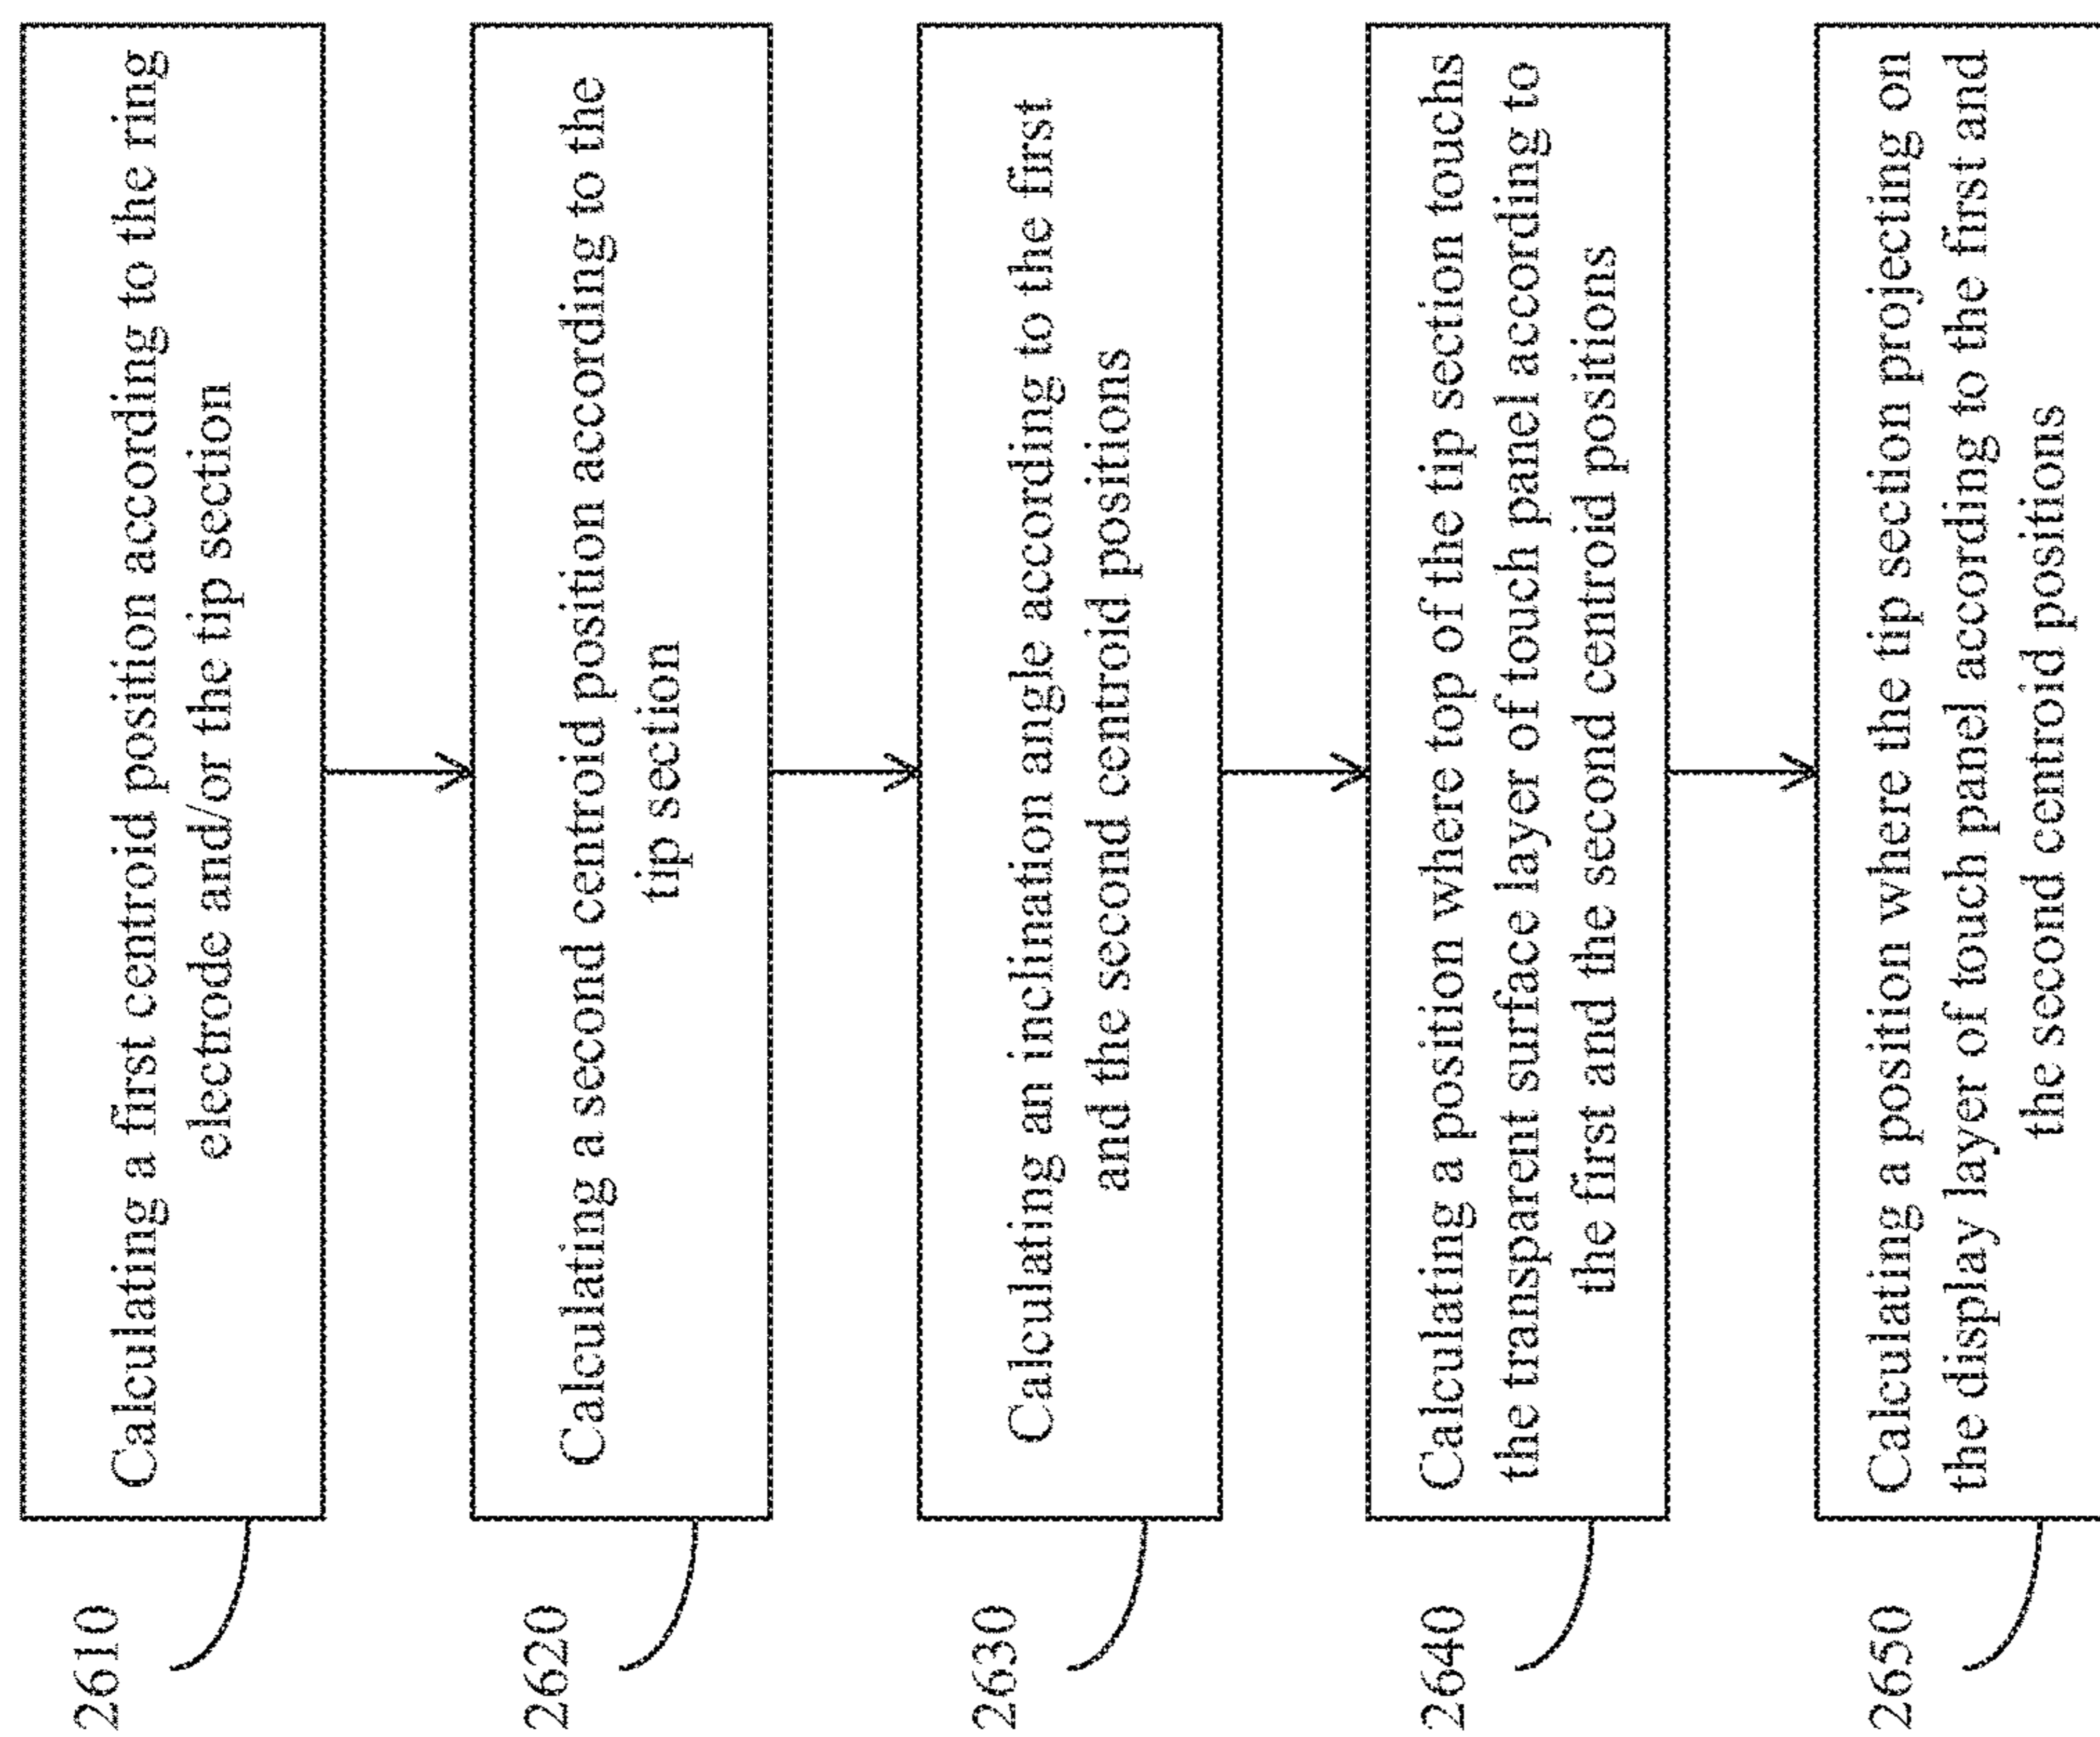 2610
Calculating a first centroid position according to the ring
electrode and/or the tip section
2620
Calculating a second centroid position according to the
tip section
2630
Calculating an inclination angle according to the first
and the second centroid positions
2640
Calculating a position where top of the tip section touchs
the transparent surface layer of touch panel according to
the first and the second centroid positions
2650
Calculating a position where the tip section projecting on
the display layer of touch panel according to the first and
the second centroid positions